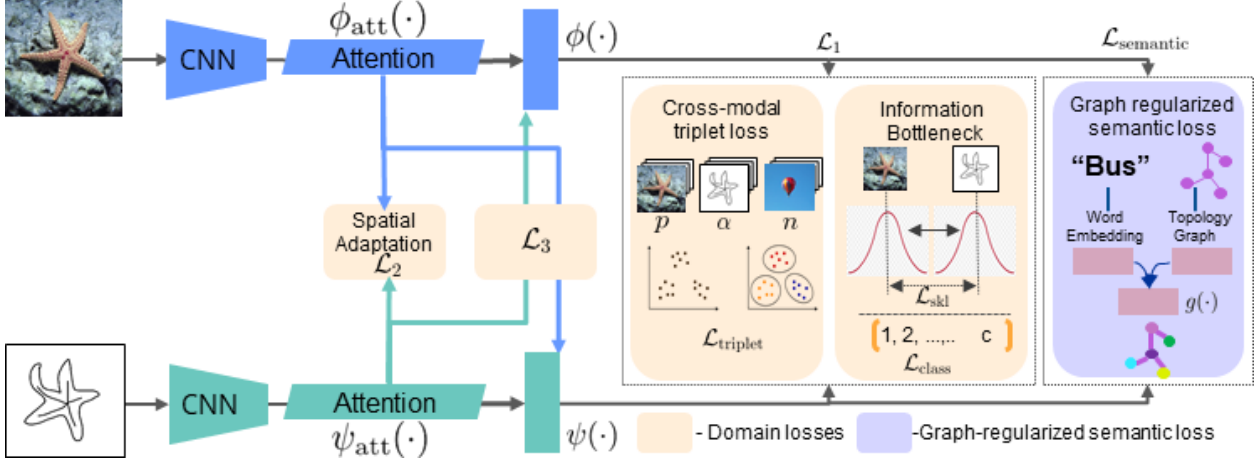 ϕ_att(·)
CNN
Attention
ϕ(·)
ℒ_1
ℒ_semantic
Cross-modal
triplet loss
p
α
n
ℒ_triplet
Information
Bottleneck
ℒ_skl
1, 2, ...,.. c
ℒ_class
Graph regularized
semantic loss
“Bus”
Word
Embedding
Topology
Graph
g(·)
Spatial
Adaptation
ℒ_2
ℒ_3
CNN
Attention
ψ_att(·)
ψ(·)
- Domain losses
-Graph-regularized semantic loss